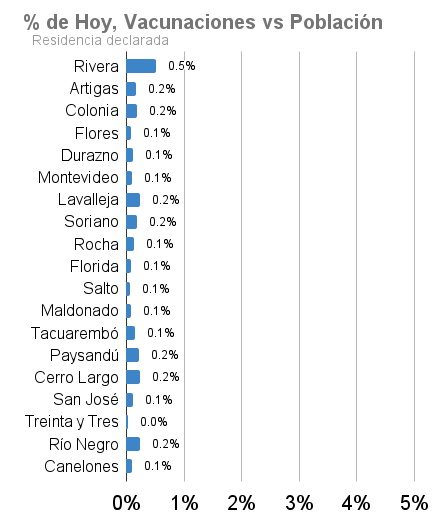 % de Hoy, Vacunaciones vs Población
Residencia declarada
Rivera 0.5%
Artigas 0.2%
Colonia 0.2%
Flores 0.1%
Durazno 0.1%
Montevideo 0.1%
Lavalleja 0.2%
Soriano 0.2%
Rocha 0.1%
Florida 0.1%
Salto 0.1%
Maldonado 0.1%
Tacuarembó 0.1%
Paysandú 0.2%
Cerro Largo 0.2%
San José 0.1%
Treinta y Tres 0.0%
Río Negro 0.2%
Canelones 0.1%
0% 1% 2% 3% 4% 5%